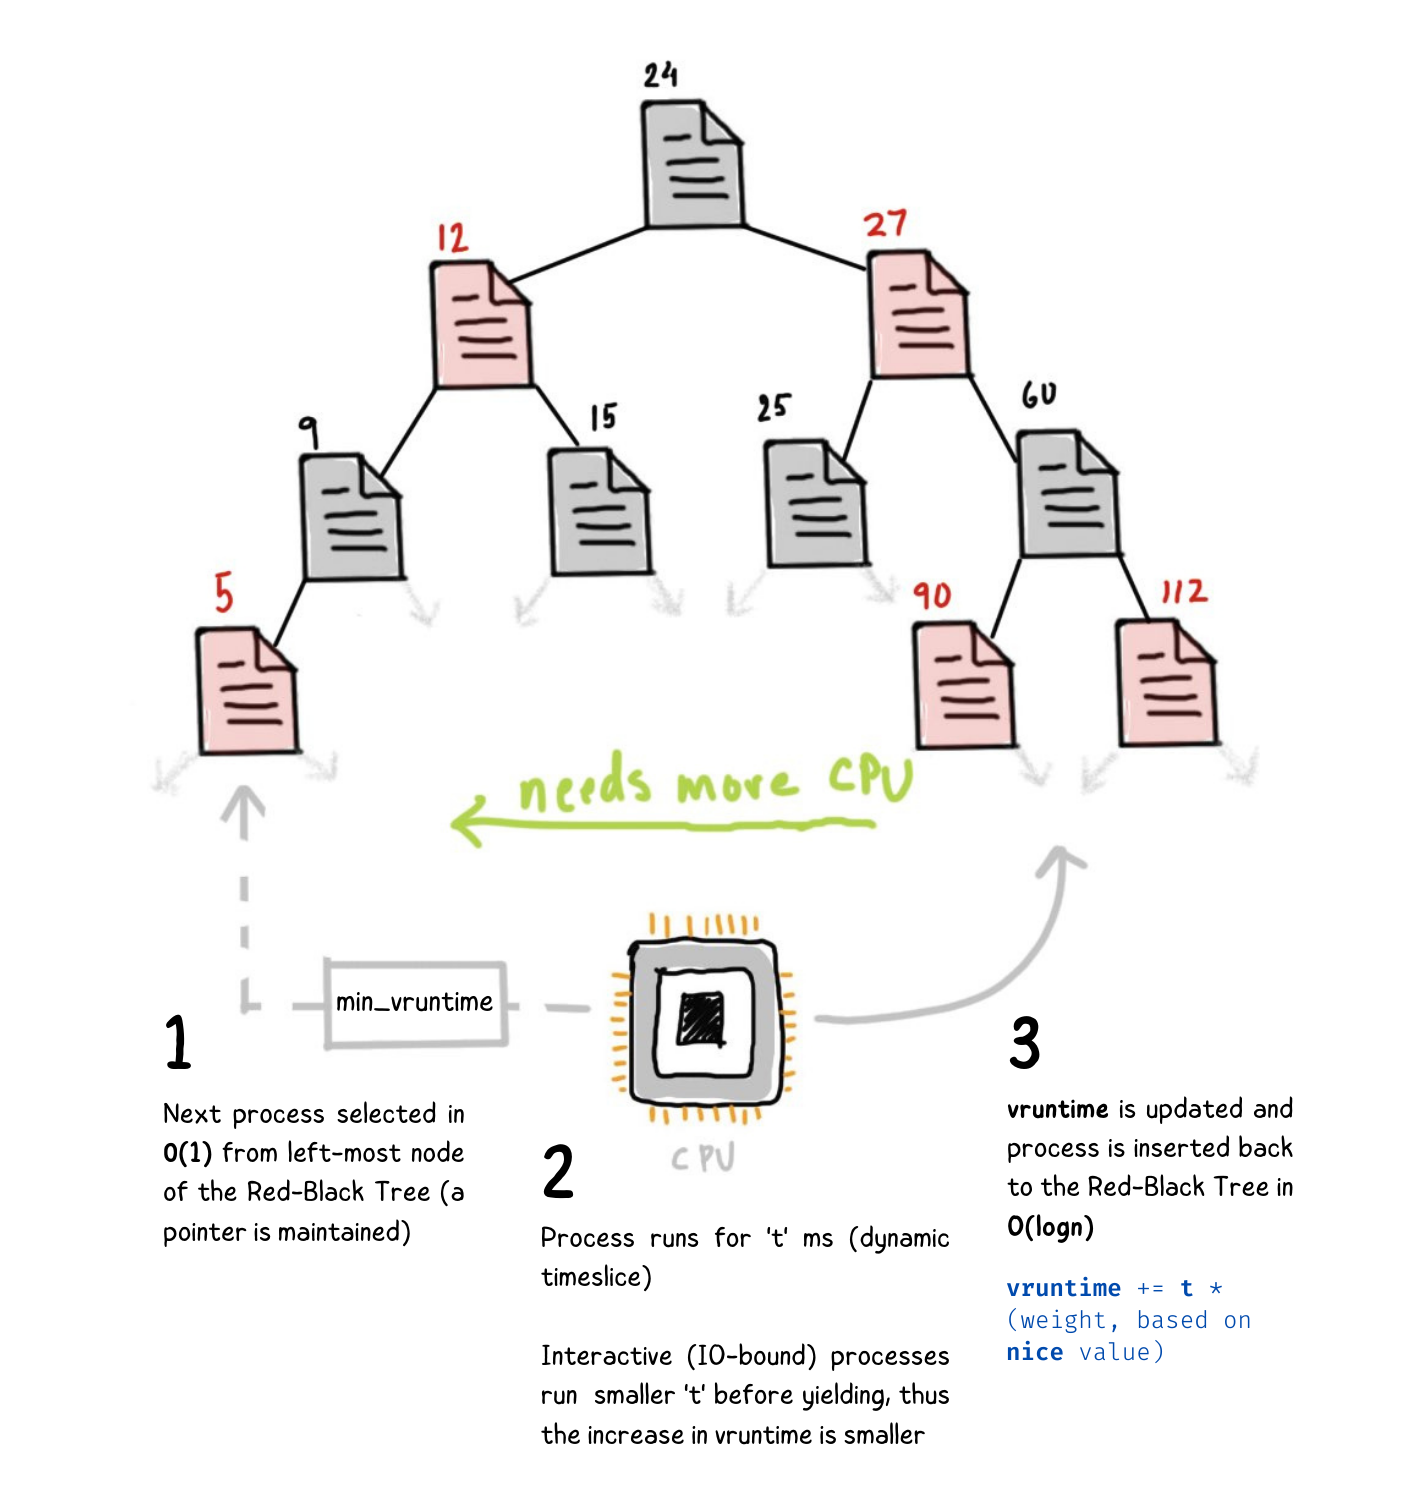 24
12
27
9
15
25
60
5
90
112
needs more CPU
min_vruntime
CPU
1
Next process selected in
O(1) from left-most node
of the Red-Black Tree (a
pointer is maintained)
2
Process runs for 't' ms (dynamic
timeslice)
Interactive (IO-bound) processes
run smaller 't' before yielding, thus
the increase in vruntime is smaller
3
vruntime is updated and
process is inserted back
to the Red-Black Tree in
O(logn)
vruntime += t *
(weight, based on
nice value)